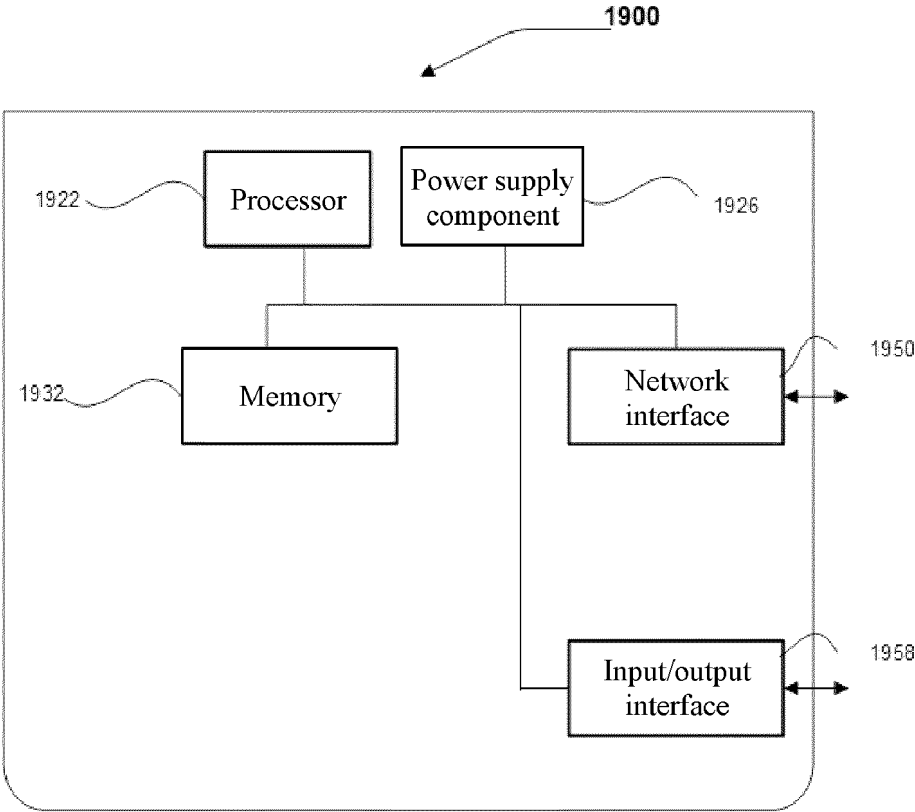 1900
1922
Processor
Power supply
component
1926
1932
Memory
Network
interface
1950
Input/output
interface
1958